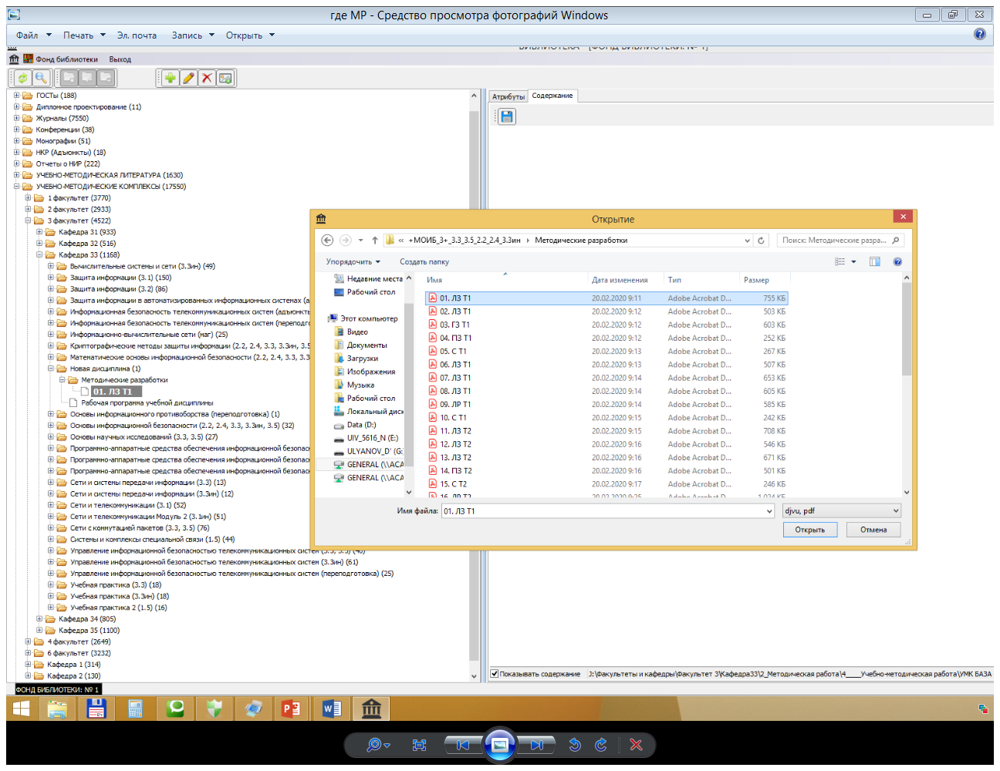 где МР - Средство просмотра фотографий Windows
Файл Печать Эл. почта Запись Открыть
БИБЛИОТЕКА - [ФОНД БИБЛИОТЕКИ: № 1]
Фонд библиотеки Выход
ГОСТы (188)
Дипломное проектирование (11)
Журналы (7550)
Конференции (38)
Монографии (51)
НКР (Адъюнкты) (18)
Отчеты о НИР (222)
УЧЕБНО-МЕТОДИЧЕСКАЯ ЛИТЕРАТУРА (1630)
УЧЕБНО-МЕТОДИЧЕСКИЕ КОМПЛЕКСЫ (17550)
1 факультет (3770)
2 факультет (2933)
3 факультет (4522)
Кафедра 31 (933)
Кафедра 32 (516)
Кафедра 33 (1168)
Вычислительные системы и сети (3.3ин) (49)
Защита информации (3.1) (150)
Защита информации (3.2) (86)
Защита информации в автоматизированных информационных системах (а
Информационная безопасность телекоммуникационных систем (адъюнкть
Информационная безопасность телекоммуникационных систем (переподго
Информационно-вычислительные сети (маг) (25)
Криптографические методы защиты информации (2.2, 2.4, 3.3, 3.3ин, 3.5
Математические основы информационной безопасности (2.2, 2.4, 3.3, 3.3
Новая дисциплина (1)
Методические разработки
01. ЛЗ Т1
Рабочая программа учебной дисциплины
Основы информационного противоборства (переподготовка) (1)
Основы информационной безопасности (2.2, 2.4, 3.3, 3.3ин, 3.5) (32)
Основы научных исследований (3.3, 3.5) (27)
Программно-аппаратные средства обеспечения информационной безопас
Программно-аппаратные средства обеспечения информационной безопас
Программно-аппаратные средства обеспечения информационной безопас
Сети и системы передачи информации (3.3) (13)
Сети и системы передачи информации (3.3ин) (12)
Сети и телекоммуникации (3.1) (52)
Сети и телекоммуникации Модуль 2 (3.1ин) (51)
Сети с коммутацией пакетов (3.3, 3.5) (76)
Системы и комплексы специальной связи (1.5) (44)
Управление информационной безопасностью телекоммуникационных систем (3.3, 3.5) (40)
Управление информационной безопасностью телекоммуникационных систем (3.3ин) (61)
Управление информационной безопасностью телекоммуникационных систем (переподготовка) (25)
Учебная практика (3.3) (18)
Учебная практика (3.3ин) (18)
Учебная практика 2 (1.5) (16)
Кафедра 34 (805)
Кафедра 35 (1100)
4 факультет (2649)
6 факультет (3232)
Кафедра 1 (314)
Кафедра 2 (130)
ФОНД БИБЛИОТЕКИ: № 1
Атрибуты Содержание
Открытие
« +МОИБ_3+_3.3_3.5_2.2_2.4_3.3ин Методические разработки
Поиск: Методические разра...
Упорядочить Создать папку
Недавние места
Рабочий стол
Этот компьютер
Видео
Документы
Загрузки
Изображения
Музыка
Рабочий стол
Локальный диск
Data (D:)
UIV_5616_N (E:)
ULYANOV_D' (G:
GENERAL (\\ACA
GENERAL (\\ACA
Имя Дата изменения Тип Размер
01. ЛЗ Т1 20.02.2020 9:11 Adobe Acrobat D... 755 КБ
02. ЛЗ Т1 20.02.2020 9:12 Adobe Acrobat D... 503 КБ
03. ГЗ Т1 20.02.2020 9:12 Adobe Acrobat D... 603 КБ
04. ПЗ Т1 20.02.2020 9:12 Adobe Acrobat D... 252 КБ
05. С Т1 20.02.2020 9:13 Adobe Acrobat D... 267 КБ
06. ЛЗ Т1 20.02.2020 9:13 Adobe Acrobat D... 507 КБ
07. ЛЗ Т1 20.02.2020 9:14 Adobe Acrobat D... 653 КБ
08. ЛЗ Т1 20.02.2020 9:14 Adobe Acrobat D... 605 КБ
09. ЛР Т1 20.02.2020 9:14 Adobe Acrobat D... 585 КБ
10. С Т1 20.02.2020 9:15 Adobe Acrobat D... 242 КБ
11. ЛЗ Т2 20.02.2020 9:15 Adobe Acrobat D... 708 КБ
12. ЛЗ Т2 20.02.2020 9:16 Adobe Acrobat D... 546 КБ
13. ЛЗ Т2 20.02.2020 9:16 Adobe Acrobat D... 671 КБ
14. ПЗ Т2 20.02.2020 9:16 Adobe Acrobat D... 501 КБ
15. С Т2 20.02.2020 9:17 Adobe Acrobat D... 246 КБ
16. ЛР Т2 20.02.2020 9:25 Adobe Acrobat D... 1 024 КБ
Имя файла: 01. ЛЗ Т1 djvu, pdf
Открыть Отмена
Показывать содержание J:\Факультеты и кафедры\Факультет 3\Кафедра33\2_Методическая работа\4____Учебно-методическая работа\УМК БАЗА